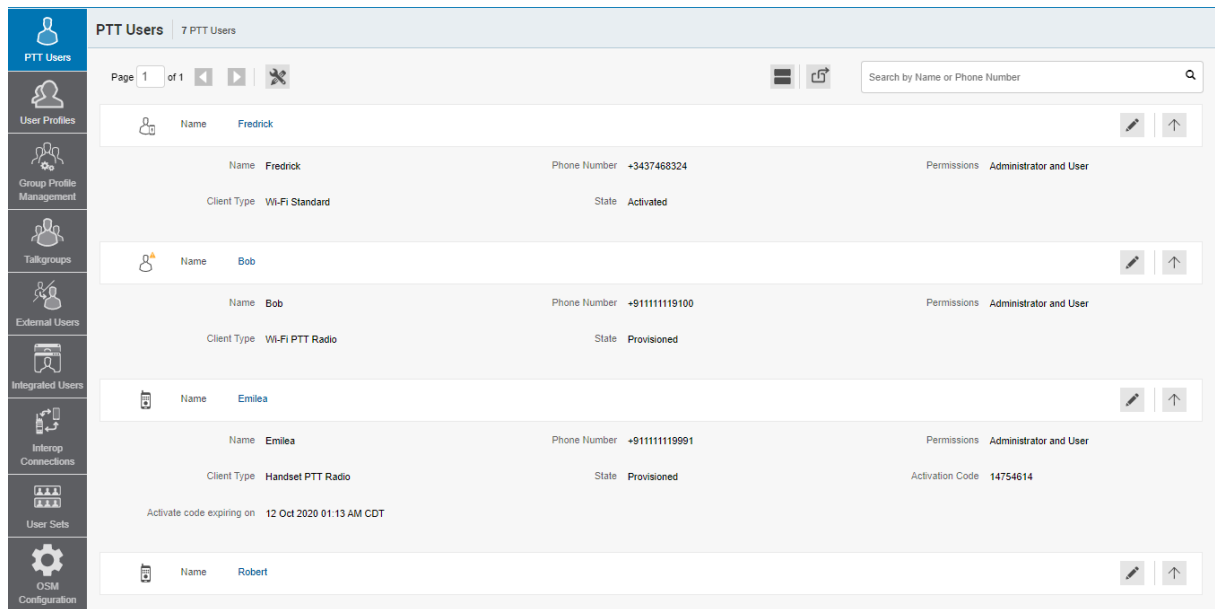 PTT Users
PTT Users 7 PTT Users
Page 1 of 1
Search by Name or Phone Number
User Profiles
Group Profile
Management
Talkgroups
External Users
Integrated Users
Interop
Connections
User Sets
OSM
Configuration
Name Fredrick
Name Fredrick Phone Number +3437468324 Permissions Administrator and User
Client Type Wi-Fi Standard State Activated
Name Bob
Name Bob Phone Number +911111119100 Permissions Administrator and User
Client Type Wi-Fi PTT Radio State Provisioned
Name Emilea
Name Emilea Phone Number +911111119991 Permissions Administrator and User
Client Type Handset PTT Radio State Provisioned Activation Code 14754614
Activate code expiring on 12 Oct 2020 01:13 AM CDT
Name Robert